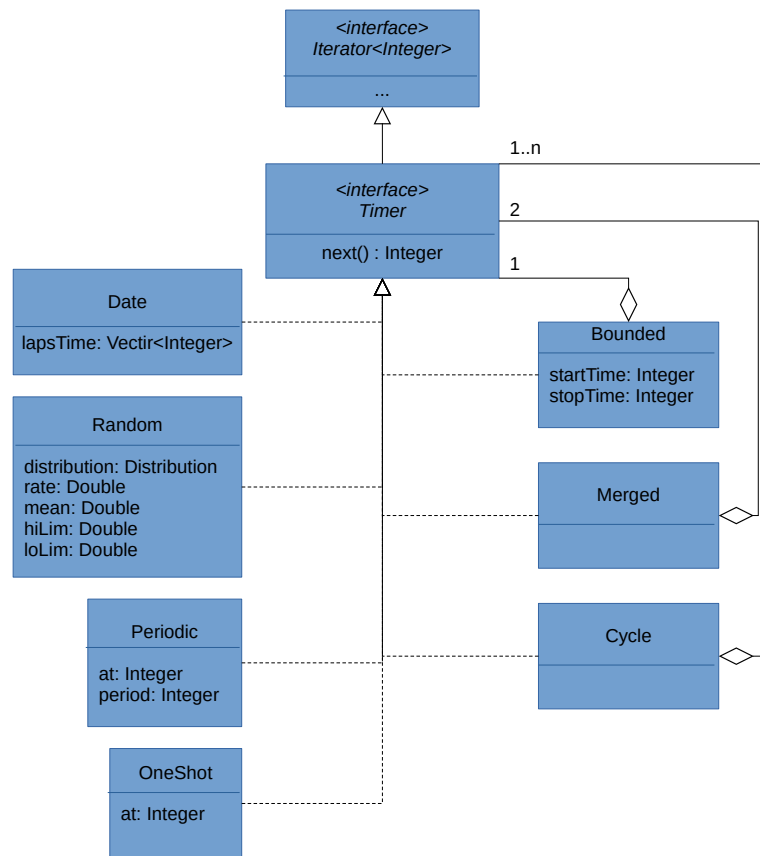 <interface>
Iterator<Integer>
...
1..n
<interface>
Timer
2
next() : Integer
1
Date
lapsTime: Vectir<Integer>
Bounded
startTime: Integer
stopTime: Integer
Random
distribution: Distribution
rate: Double
mean: Double
hiLim: Double
loLim: Double
Merged
Periodic
at: Integer
period: Integer
Cycle
OneShot
at: Integer